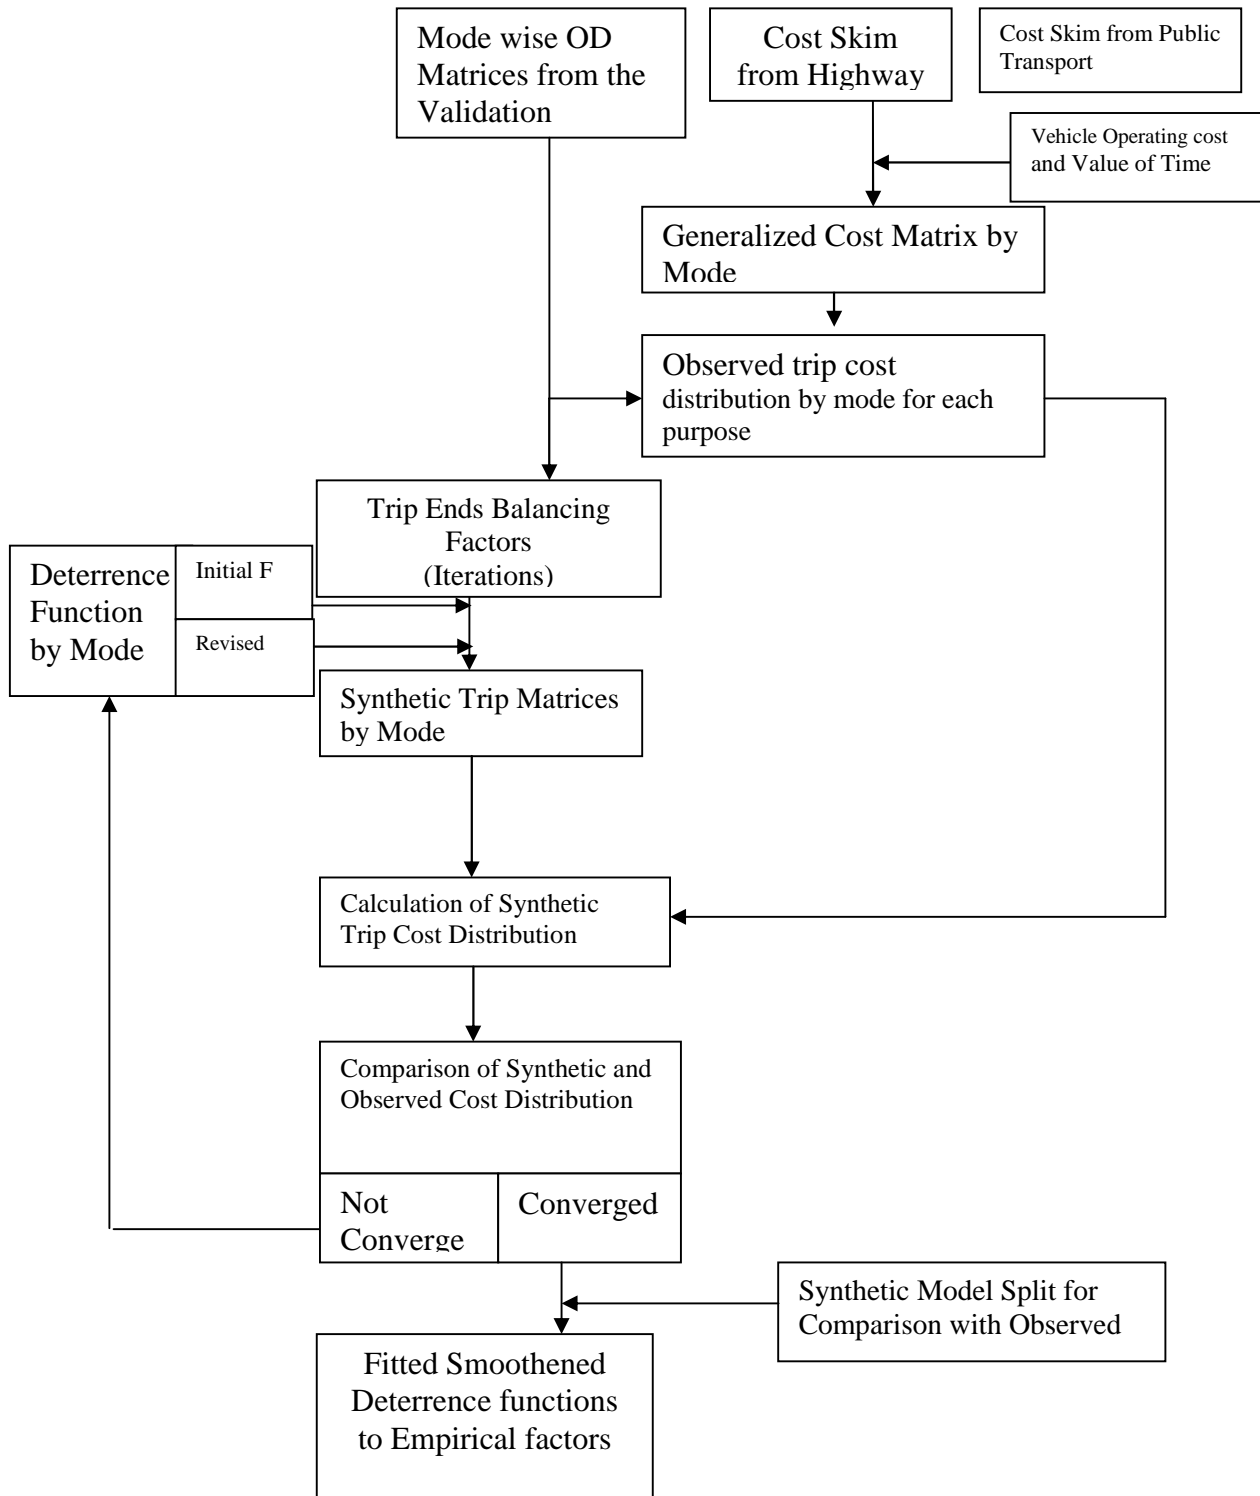 Mode wise OD
Matrices from the
Validation
Cost Skim
from Highway
Cost Skim from Public
Transport
Vehicle Operating cost
and Value of Time
Generalized Cost Matrix by
Mode
Observed trip cost
distribution by mode for each
purpose
Trip Ends Balancing
Factors
(Iterations)
Deterrence
Function
by Mode
Initial F
Revised
Synthetic Trip Matrices
by Mode
Calculation of Synthetic
Trip Cost Distribution
Comparison of Synthetic and
Observed Cost Distribution
Not
Converge
Converged
Synthetic Model Split for
Comparison with Observed
Fitted Smoothened
Deterrence functions
to Empirical factors